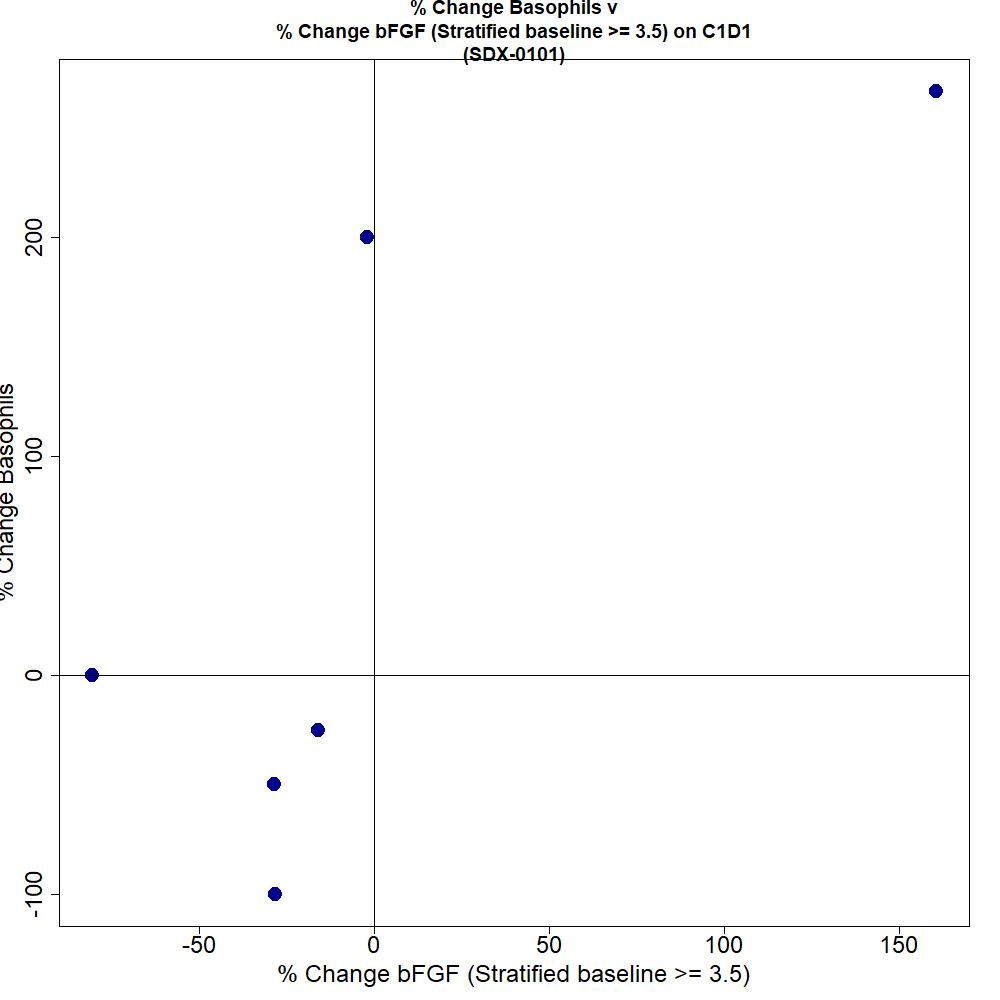 % Change Basophils v
% Change bFGF (Stratified baseline >= 3.5) on C1D1
(SDX-0101)
% Change Basophils
200
100
0
-100
-50
0
50
100
150
% Change bFGF (Stratified baseline >= 3.5)